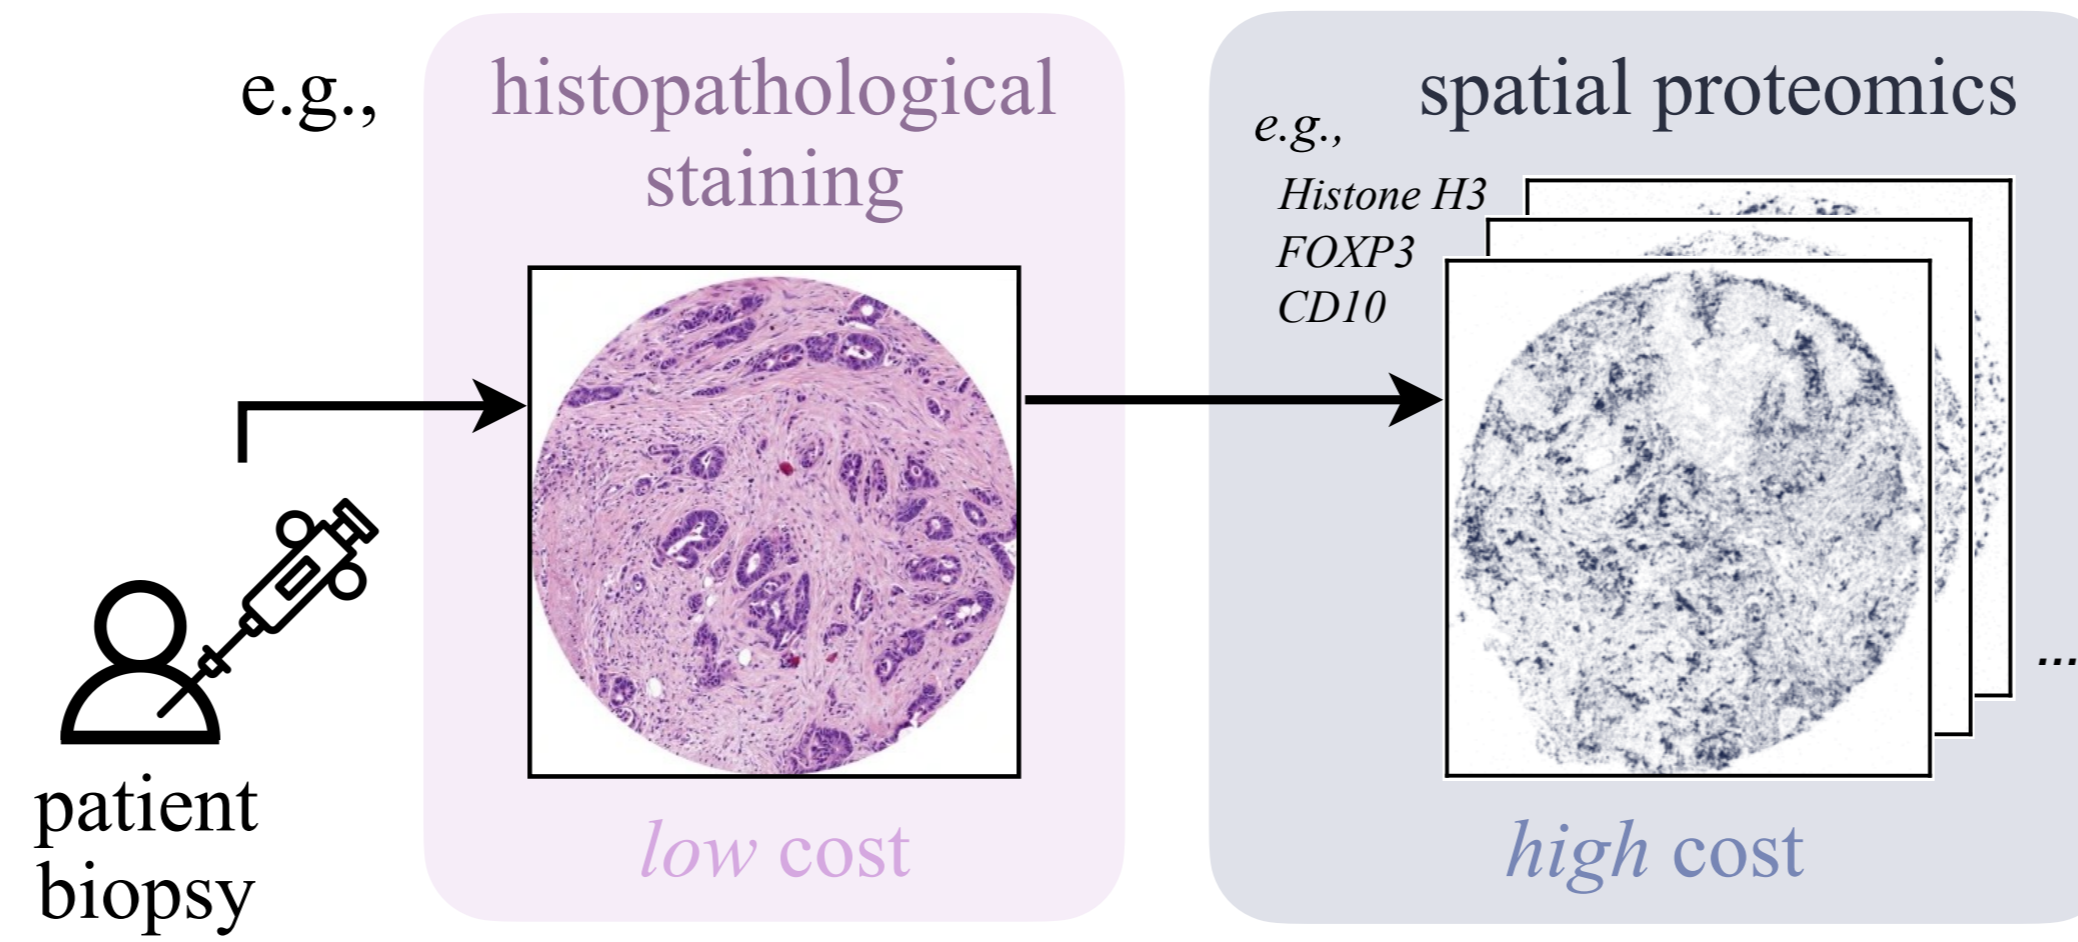 e.g.,
histopathological
staining
low cost
patient
biopsy
spatial proteomics
e.g.,
Histone H3
FOXP3
CD10
...
high cost